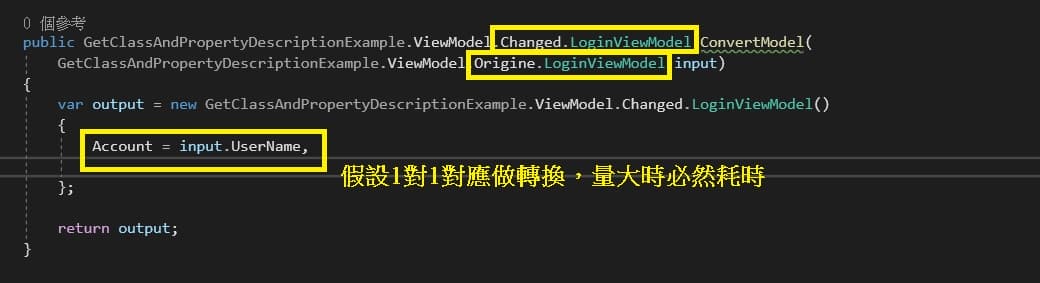 0 個參考
public GetClassAndPropertyDescriptionExample.ViewModel.Changed.LoginViewModel ConvertModel(
GetClassAndPropertyDescriptionExample.ViewModel.Origine.LoginViewModel input)
{
var output = new GetClassAndPropertyDescriptionExample.ViewModel.Changed.LoginViewModel()
{
Account = input.UserName,
假設1對1對應做轉換，量大時必然耗時
};
return output;
}